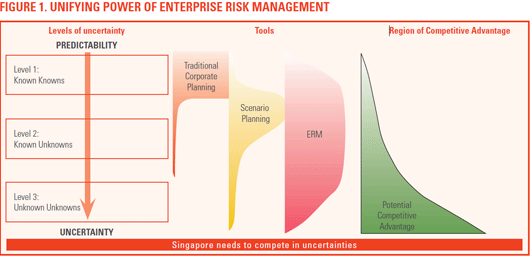 FIGURE 1. UNIFYING POWER OF ENTERPRISE RISK MANAGEMENT
Levels of uncertainty
Tools
Region of Competitive Advantage
PREDICTABILITY
Level 1:
Known Knowns
Traditional
Corporate
Planning
Scenario
Planning
Level 2:
Known Unknowns
ERM
Level 3:
Unknown Unknowns
Potential
Competitive
Advantage
UNCERTAINTY
Singapore needs to compete in uncertainties